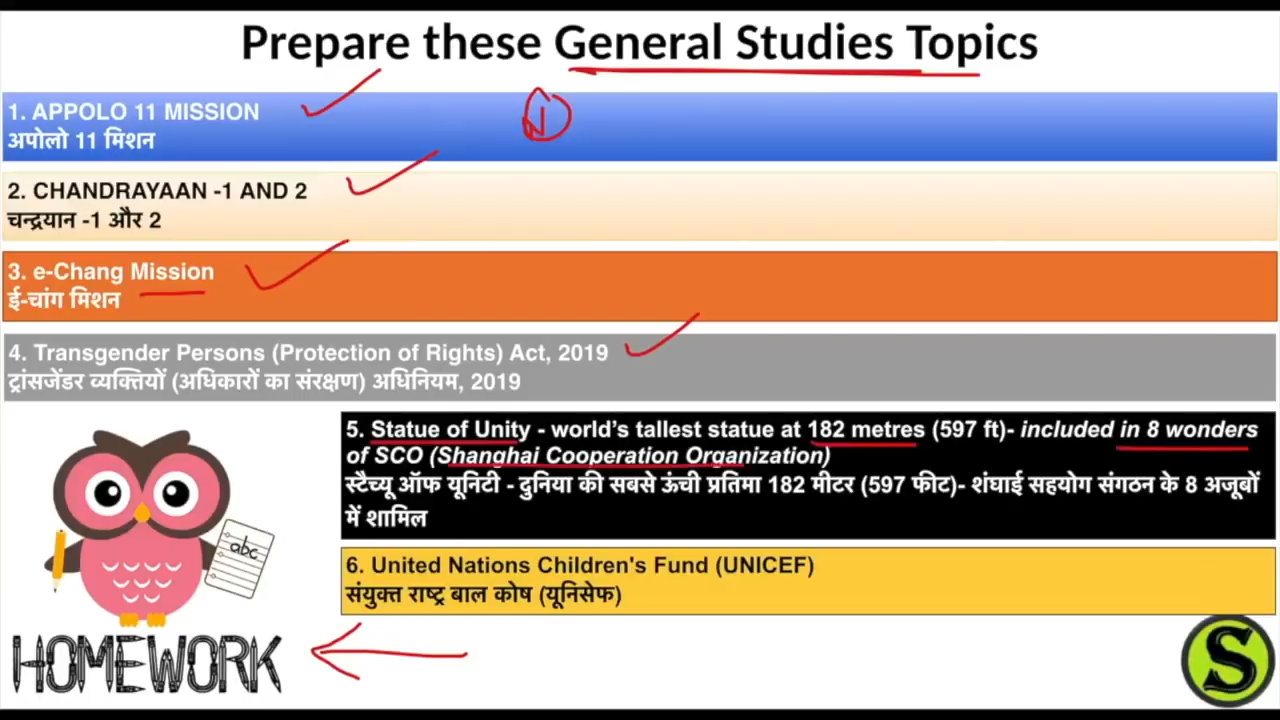 Prepare these General Studies Topics
1. APPOLO 11 MISSION
अपोलो 11 मिशन
2. CHANDRAYAAN -1 AND 2
चन्द्रयान -1 और 2
3. e-Chang Mission
ई-चांग मिशन
4. Transgender Persons (Protection of Rights) Act, 2019
ट्रांसजेंडर व्यक्तियों (अधिकारों का संरक्षण) अधिनियम, 2019
5. Statue of Unity - world's tallest statue at 182 metres (597 ft)- included in 8 wonders
of SCO (Shanghai Cooperation Organization)
स्टैच्यू ऑफ यूनिटी - दुनिया की सबसे ऊंची प्रतिमा 182 मीटर (597 फीट)- शंघाई सहयोग संगठन के 8 अजूबों
में शामिल
6. United Nations Children's Fund (UNICEF)
संयुक्त राष्ट्र बाल कोष (यूनिसेफ)
abc
HOMEWORK
S